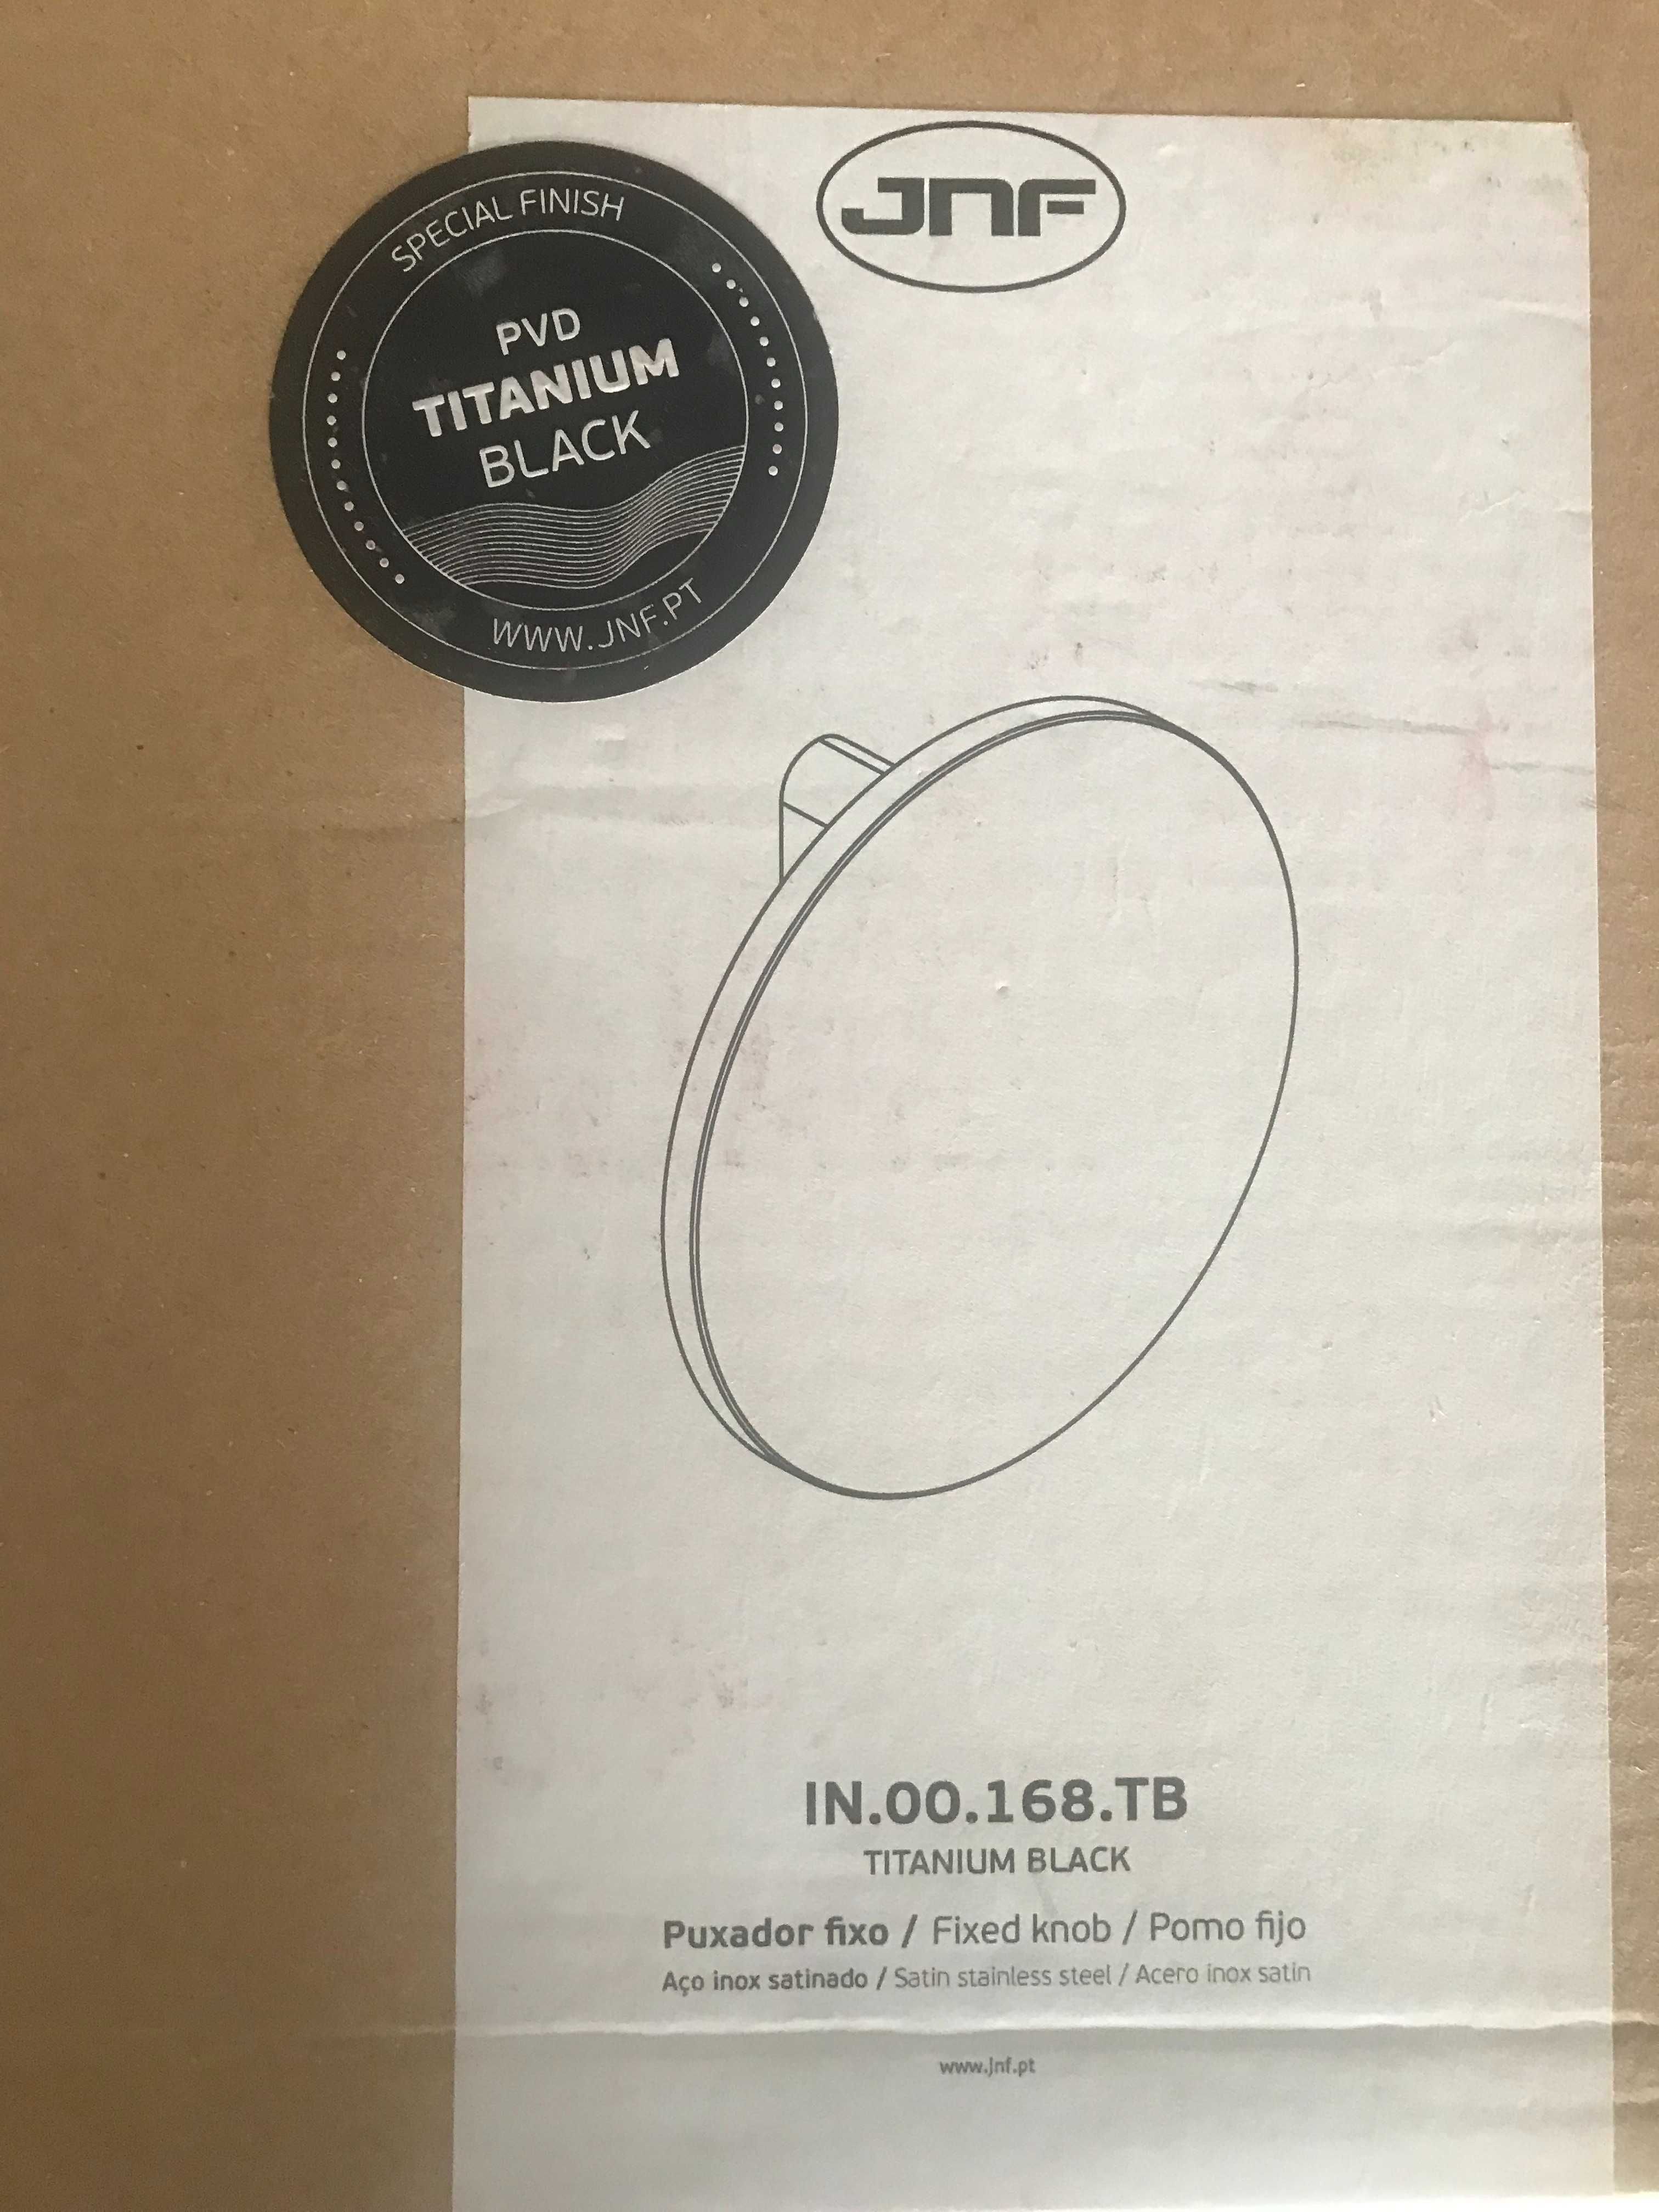 JNF
SPECIAL FINISH
PVD
TITANIUM
BLACK
WWW.JNF.PT
IN.00.168.TB
TITANIUM BLACK
Puxador fixo / Fixed knob / Pomo fijo
Aço inox satinado / Satin stainless steel / Acero inox satin
www.jnf.pt